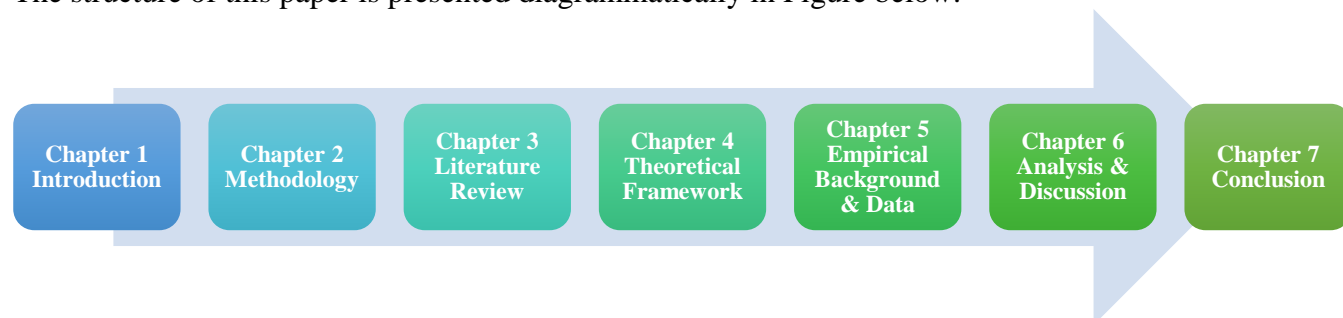 The structure of this paper is presented diagrammatically in Figure below.
Chapter 1
Introduction
Chapter 2
Methodology
Chapter 3
Literature
Review
Chapter 4
Theoretical
Framework
Chapter 5
Empirical
Background
& Data
Chapter 6
Analysis &
Discussion
Chapter 7
Conclusion